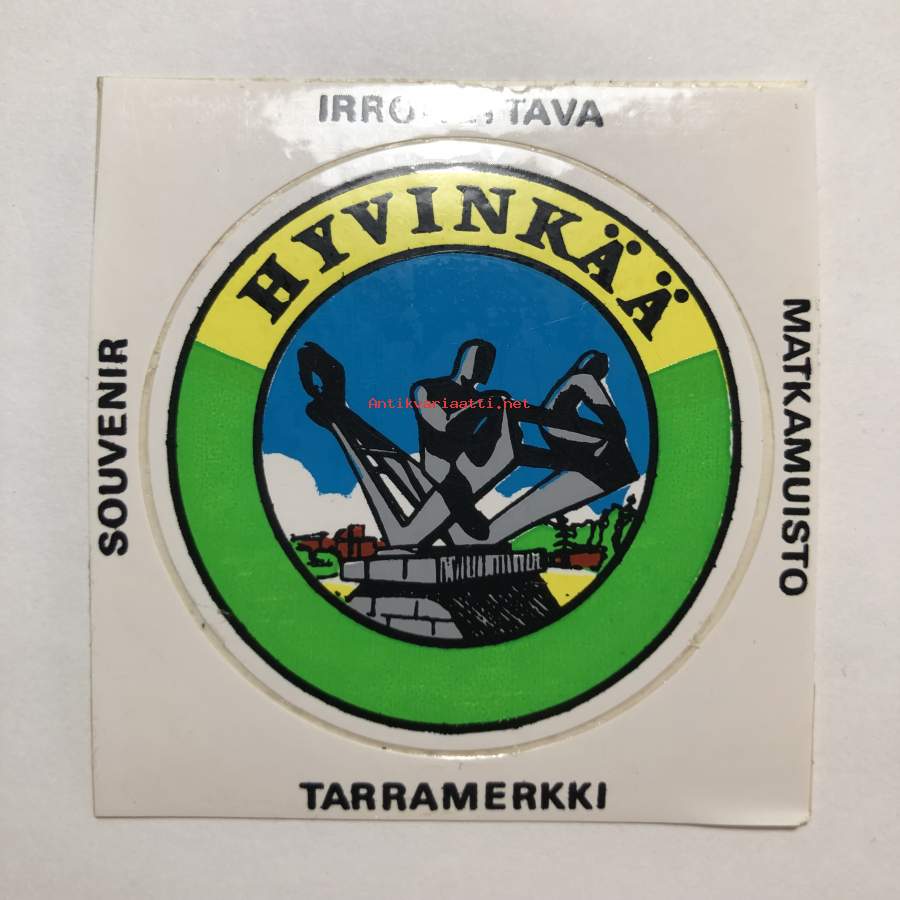 HYVINKÄÄ
SOUVENIR
MATKAMUISTO
TARRAMERKKI
Antikvariaatti.net